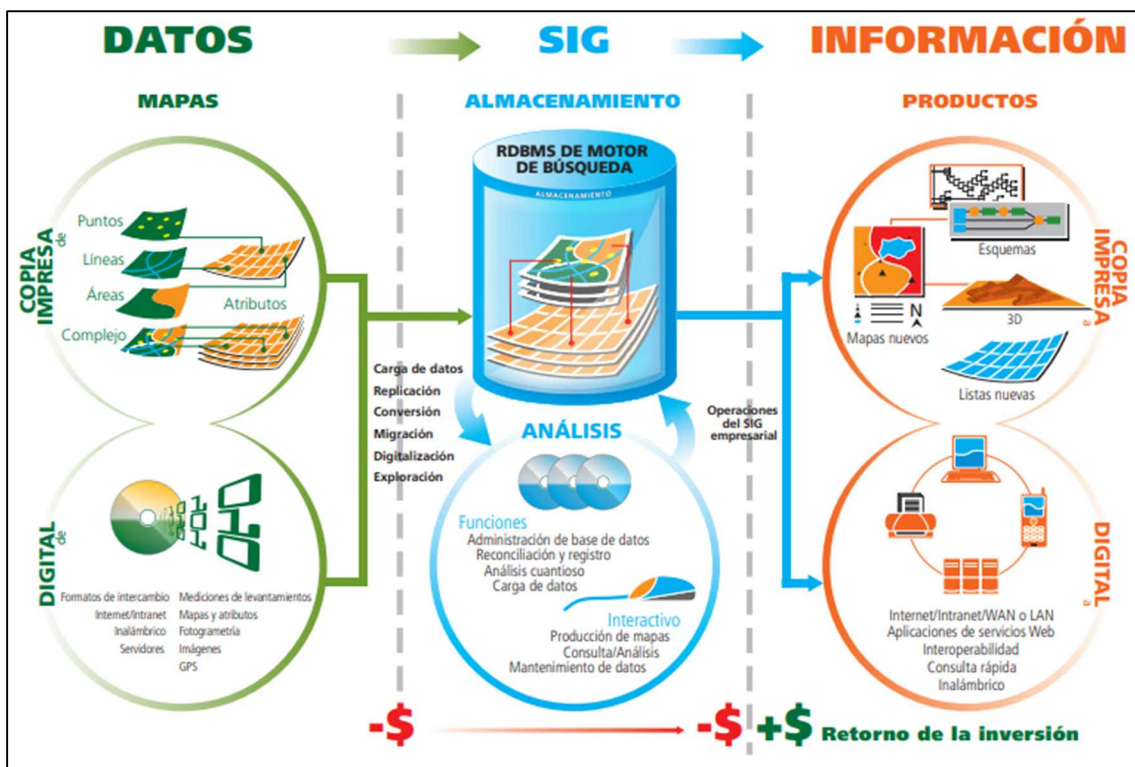 DATOS
SIG
INFORMACIÓN
MAPAS
COPIA IMPRESA
de
Puntos
Líneas
Áreas
Complejo
Atributos
DIGITAL
de
Formatos de intercambio
Internet/Intranet
Inalámbrico
Servidores
Mediciones de levantamientos
Mapas y atributos
Fotogrametría
Imágenes
GPS
Carga de datos
Replicación
Conversión
Migración
Digitalización
Exploración
ALMACENAMIENTO
RDBMS DE MOTOR
DE BÚSQUEDA
ALMACENAMIENTO
ANÁLISIS
Funciones
Administración de base de datos
Reconciliación y registro
Análisis cuantioso
Carga de datos
Interactivo
Producción de mapas
Consulta/Análisis
Mantenimiento de datos
Operaciones
del SIG
empresarial
PRODUCTOS
Esquemas
N
Mapas nuevos
3D
Listas nuevas
COPIA IMPRESA
a
DIGITAL
a
Internet/Intranet/WAN o LAN
Aplicaciones de servicios Web
Interoperabilidad
Consulta rápida
Inalámbrico
-$
-$
+$ Retorno de la inversión